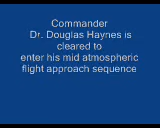 Commander
Dr. Douglas Haynes is
cleared to
enter his mid atmospheric
flight approach sequence